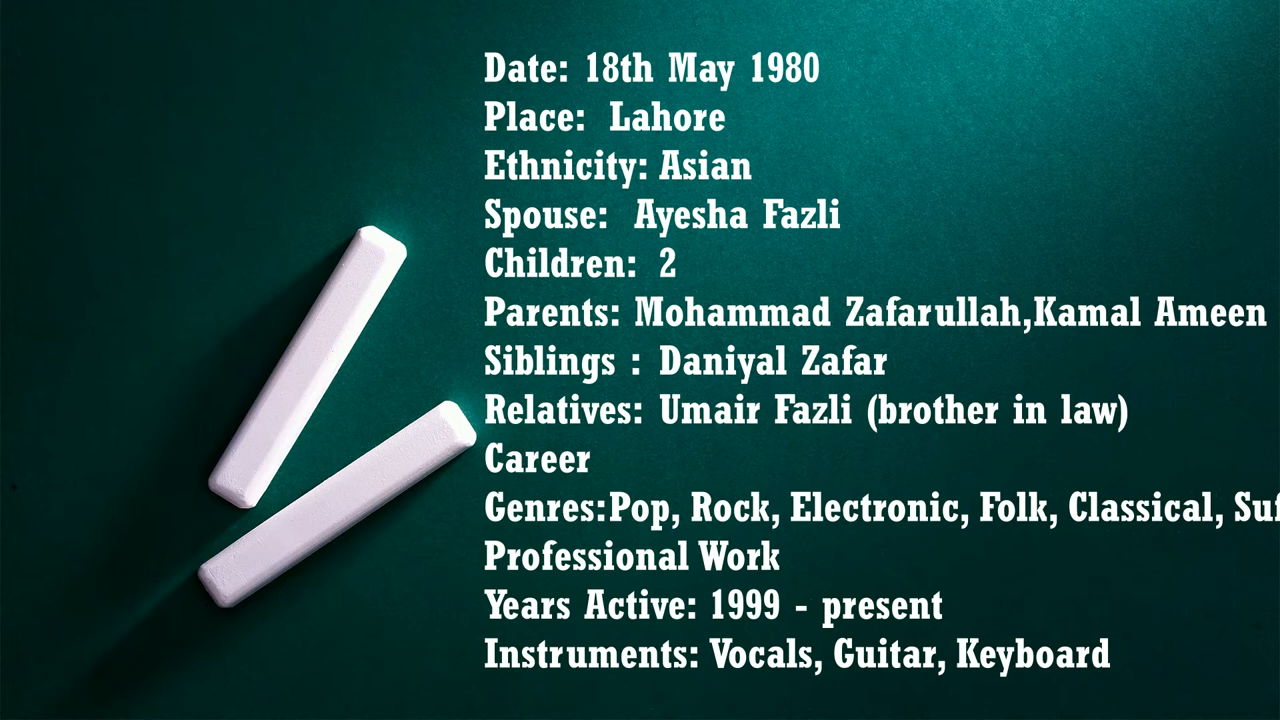 Date: 18th May 1980
Place: Lahore
Ethnicity: Asian
Spouse: Ayesha Fazli
Children: 2
Parents: Mohammad Zafarullah,Kamal Ameen
Siblings : Daniyal Zafar
Relatives: Umair Fazli (brother in law)
Career
Genres:Pop, Rock, Electronic, Folk, Classical,
Professional Work
Years Active: 1999 - present
Instruments: Vocals, Guitar, Keyboard